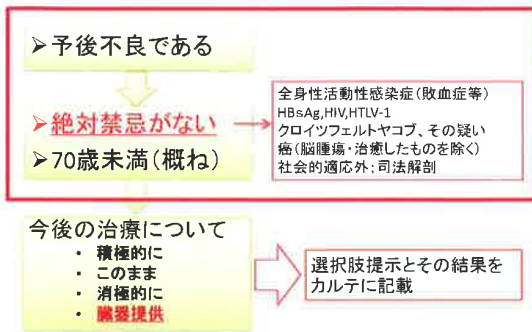 ➢予後不良である
➢絶対禁忌がない
➢70歳未満(概ね)
全身性活動性感染症(敗血症等)
HBsAg,HIV,HTLV-1
クロイツフェルトヤコブ、その疑い
癌(脳腫瘍・治癒したものを除く)
社会的適応外:司法解剖
今後の治療について
・ 積極的に
・ このまま
・ 消極的に
・ 臓器提供
選択肢提示とその結果を
カルテに記載